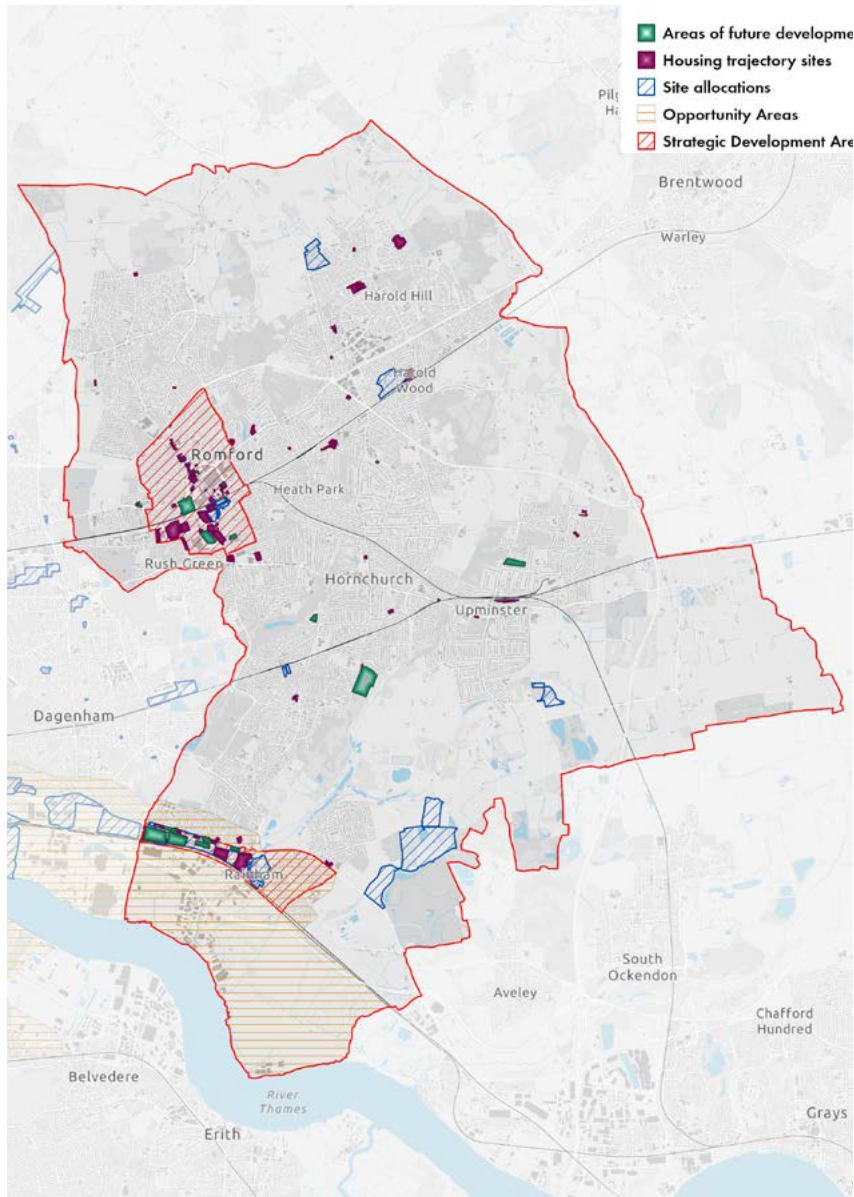 Areas of future developme
Housing trajectory sites
Site allocations
Opportunity Areas
Strategic Development Are
Brentwood
Warley
Harold Hill
Harold
Wood
Romford
Heath Park
Rush Green
Hornchurch
Upminster
Dagenham
Rainham
South
Ockendon
Aveley
Chafford
Hundred
Belvedere
River
Thames
Erith
Grays